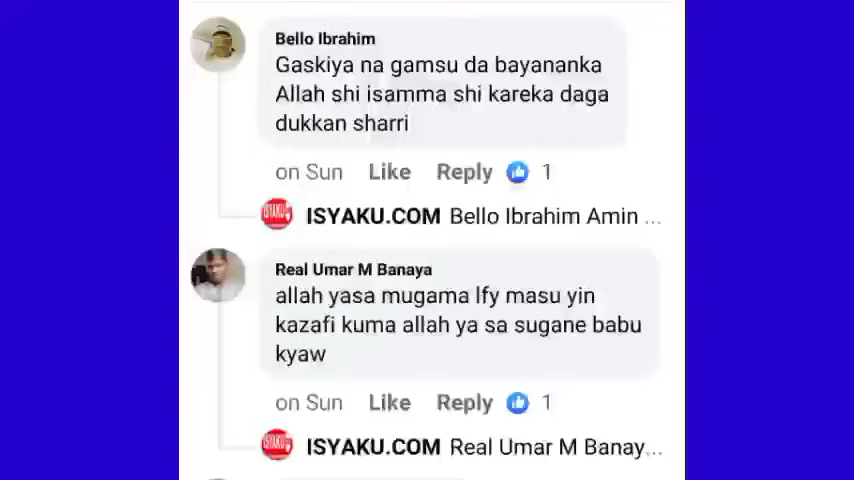 Bello Ibrahim
Gaskiya na gamsu da bayananka
Allah shi isamma shi kareka daga
dukkan sharri
on Sun Like Reply 1
ISYAKU.COM Bello Ibrahim Amin ...
Real Umar M Banaya
allah yasa mugama lfy masu yin
kazafi kuma allah ya sa sugane babu
kyaw
on Sun Like Reply 1
ISYAKU.COM Real Umar M Banay...